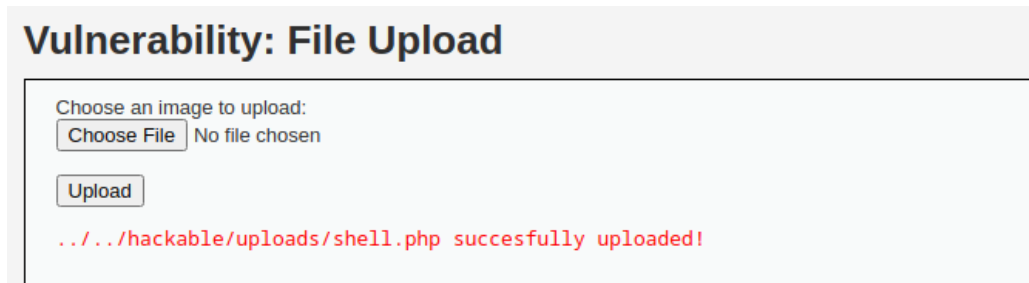 Vulnerability: File Upload
Choose an image to upload:
Choose File No file chosen
Upload
../../hackable/uploads/shell.php succesfully uploaded!